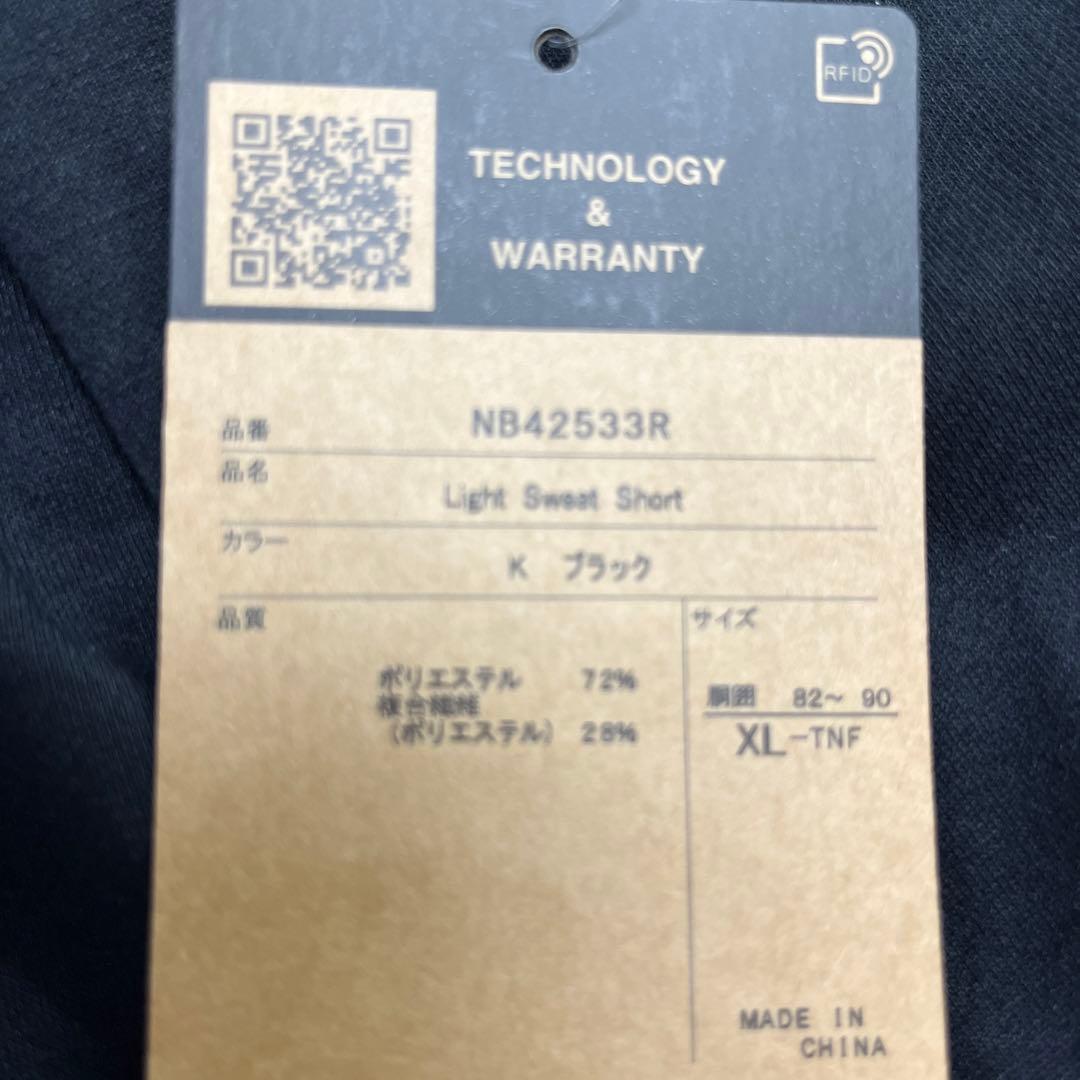 RFID
TECHNOLOGY
&
WARRANTY
品番 NB42533R
品名
Light Sweat Short
カラー
K ブラック
品質
ポリエステル 72%
複合繊維
(ポリエステル) 28%
サイズ
胴囲 82～ 90
XL-TNF
MADE IN
CHINA